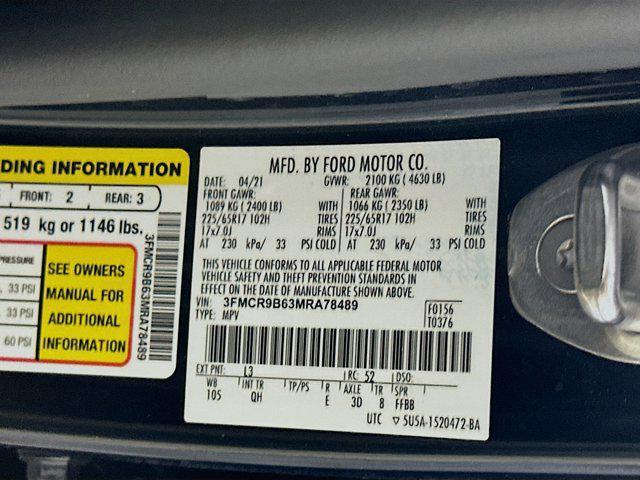 DING INFORMATION
FRONT: 2 REAR: 3
519 kg or 1146 lbs.
PRESSURE
33 PSI
33 PSI
60 PSI
SEE OWNERS
MANUAL FOR
ADDITIONAL
INFORMATION
3FMCR9B63MRA78489
MFD. BY FORD MOTOR CO.
DATE: 04/21 GVWR: 2100 KG ( 4630 LB)
FRONT GAWR: REAR GAWR:
1089 KG ( 2400 LB) WITH 1066 KG ( 2350 LB) WITH
225/65R17 102H TIRES 225/65R17 102H TIRES
17x7.0J RIMS 17x7.0J RIMS
AT 230 kPa/ 33 PSI COLD AT 230 kPa/ 33 PSI COLD
THIS VEHICLE CONFORMS TO ALL APPLICABLE FEDERAL MOTOR
VEHICLE SAFETY AND THEFT PREVENTION STANDARDS IN
EFFECT ON THE DATE OF MANUFACTURE SHOWN ABOVE.
VIN: 3FMCR9B63MRA78489 F0156
TYPE: MPV T0376
EXT PNT: L3 RC: 52 DSO:
WB INT TR TP/PS R AXLE TR SPR
105 QH E 3D 8 FFBB
UTC ▽ 5U5A-1520472-BA